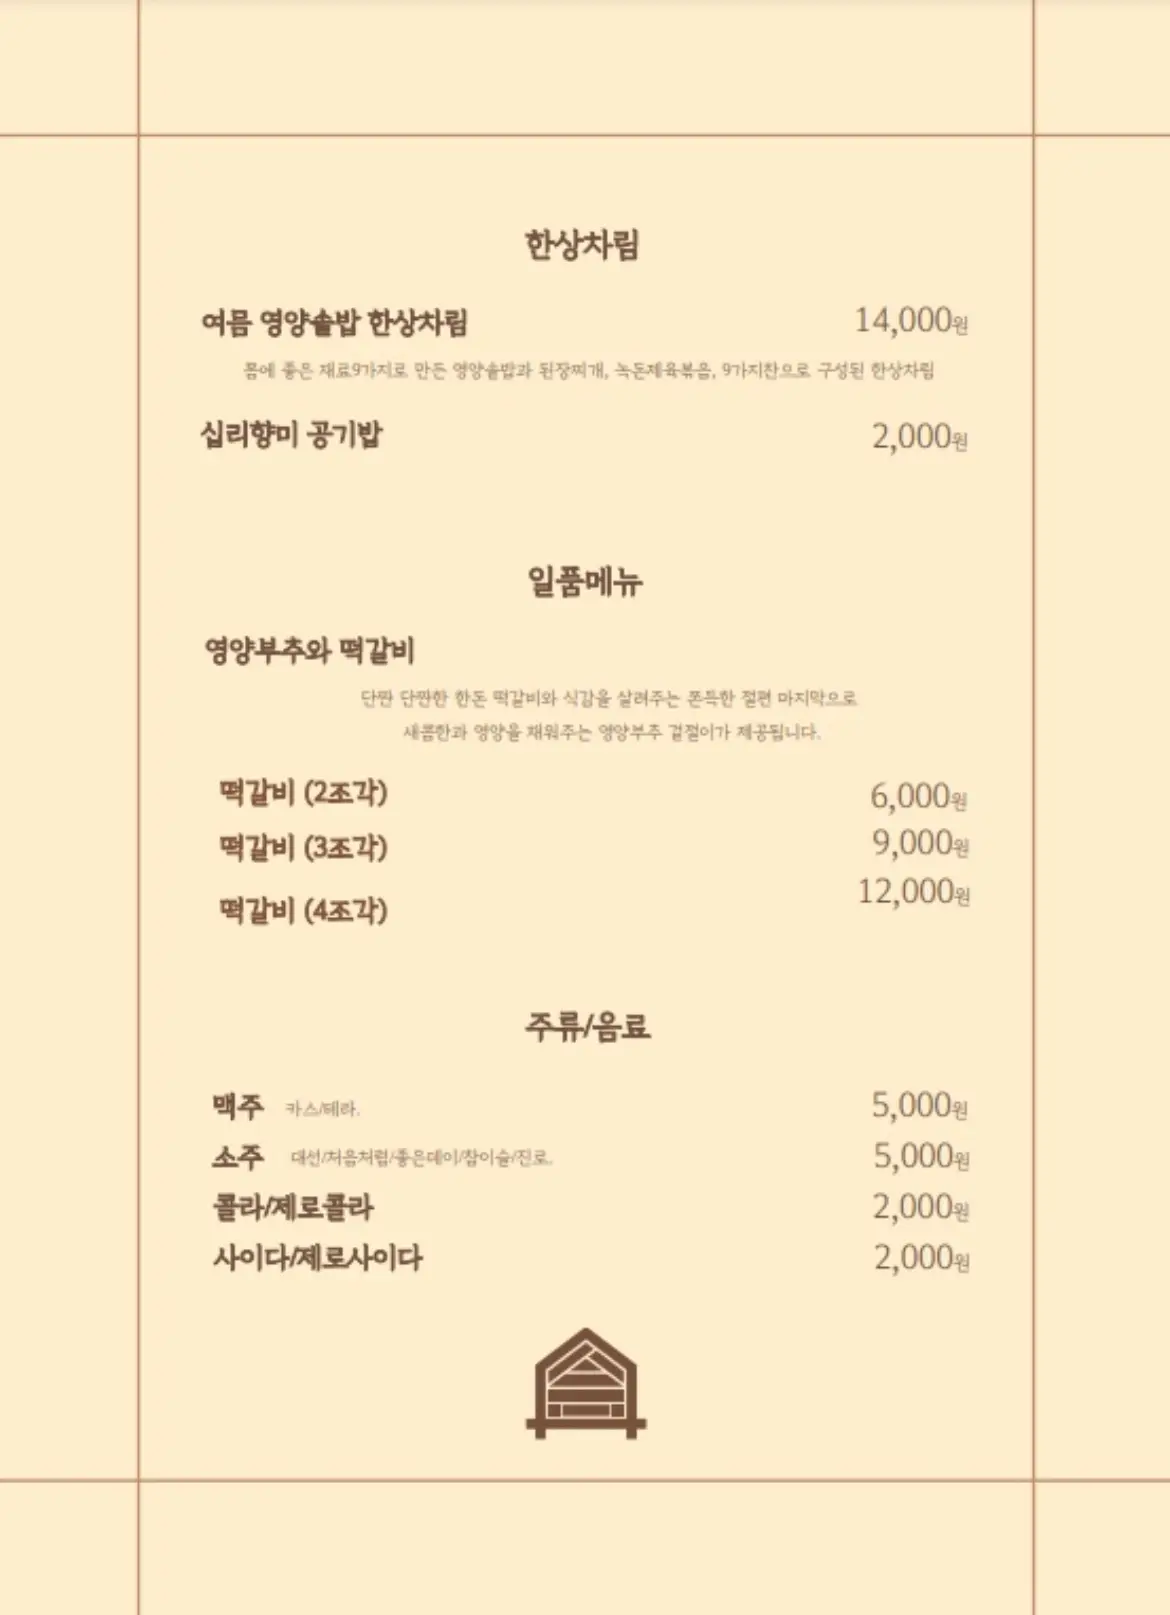 한상차림
여름 영양솥밥 한상차림 14,000원
몸에 좋은 재료9가지로 만든 영양솥밥과 된장찌개, 녹돈제육볶음, 9가지찬으로 구성된 한상차림
십리향미 공기밥 2,000원
일품메뉴
영양부추와 떡갈비
단짠 단짠한 한돈 떡갈비와 식감을 살려주는 쫀득한 절편 마지막으로
새콤한과 영양을 채워주는 영양부추 겉절이가 제공됩니다.
떡갈비 (2조각) 6,000원
떡갈비 (3조각) 9,000원
떡갈비 (4조각) 12,000원
주류/음료
맥주 카스/테라. 5,000원
소주 대선/처음처럼/좋은데이/참이슬/진로. 5,000원
콜라/제로콜라 2,000원
사이다/제로사이다 2,000원